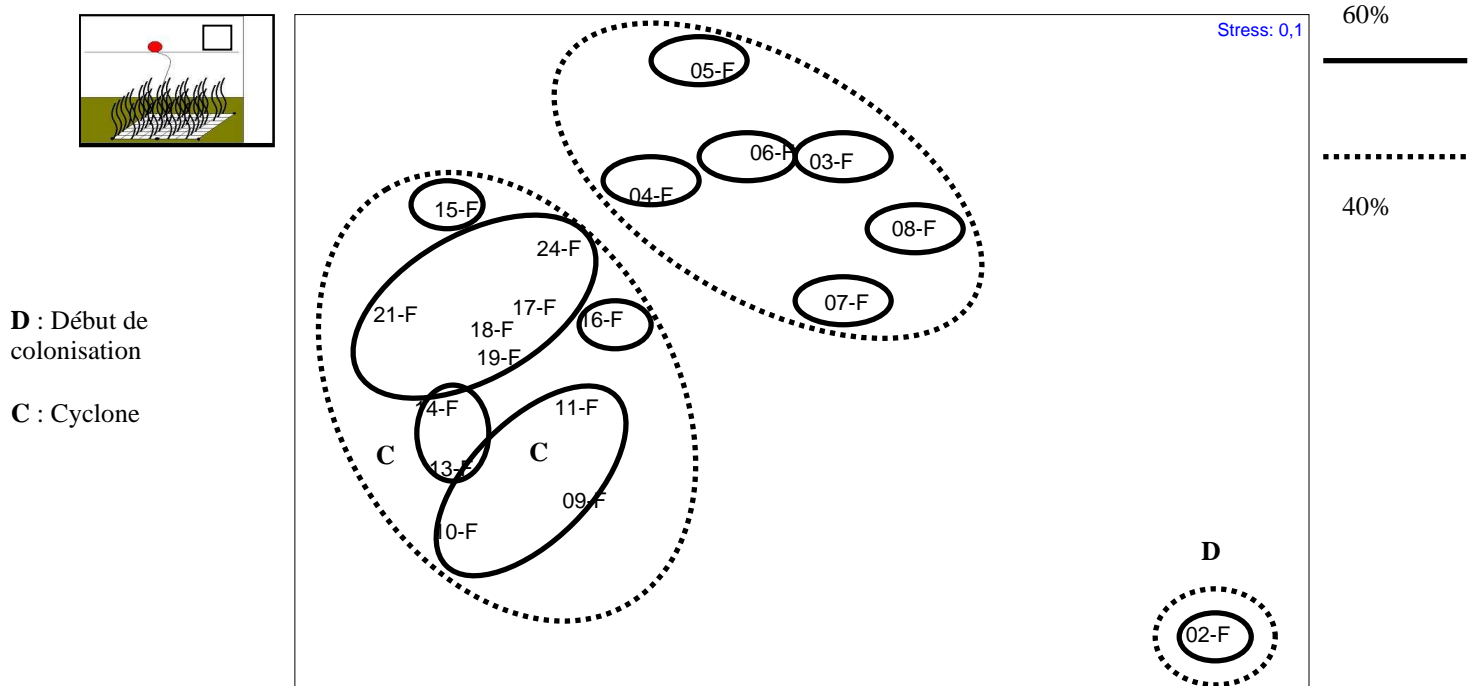 60%
Stress: 0,1
05-F
06-F
03-F
04-F
15-F
08-F
24-F
07-F
21-F
17-F
16-F
18-F
19-F
D : Début de
colonisation
C : Cyclone
40%
14-F
11-F
C
C
13-F
09-F
10-F
D
02-F